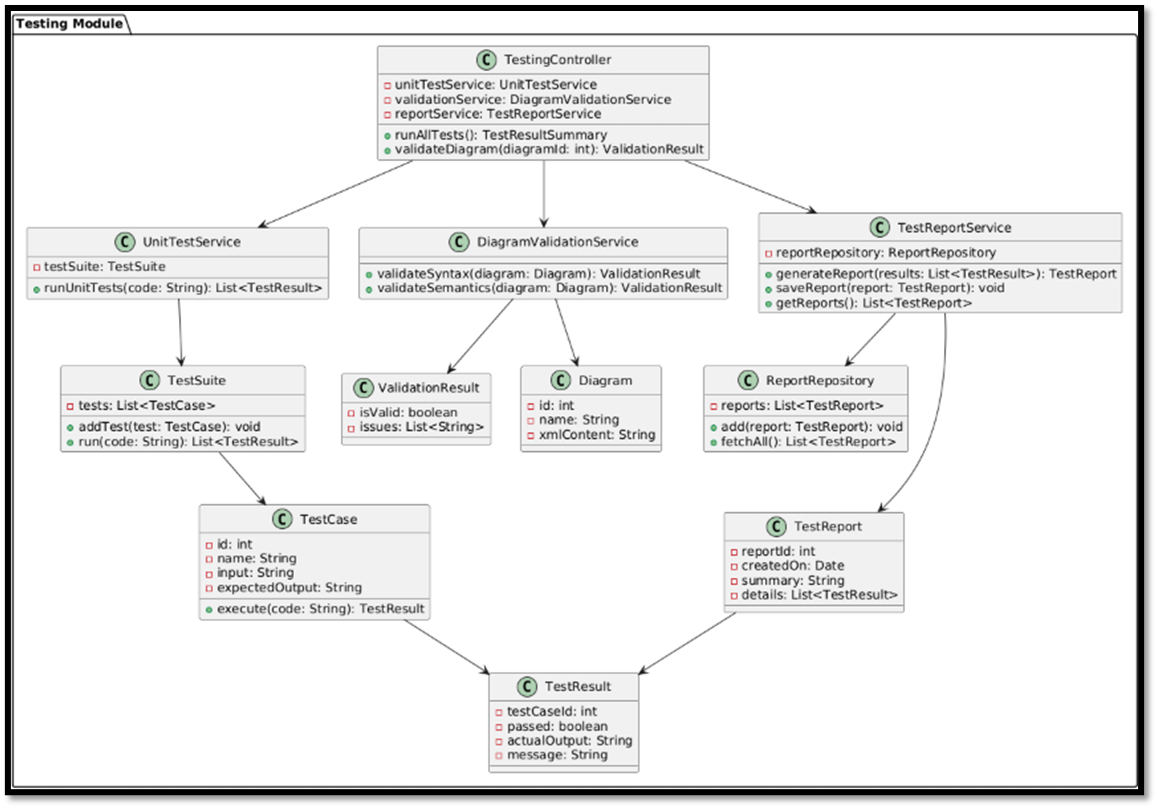 Testing Module
C TestingController
unitTestService: UnitTestService
validationService: DiagramValidationService
reportService: TestReportService
runAllTests(): TestResultSummary
validateDiagram(diagramId: int): ValidationResult
C UnitTestService
testSuite: TestSuite
runUnitTests(code: String): List<TestResult>
C DiagramValidationService
validateSyntax(diagram: Diagram): ValidationResult
validateSemantics(diagram: Diagram): ValidationResult
C TestReportService
reportRepository: ReportRepository
generateReport(results: List<TestResult>): TestReport
saveReport(report: TestReport): void
getReports(): List<TestReport>
C TestSuite
tests: List<TestCase>
addTest(test: TestCase): void
run(code: String): List<TestResult>
C ValidationResult
isValid: boolean
issues: List<String>
C Diagram
id: int
name: String
xmlContent: String
C ReportRepository
reports: List<TestReport>
add(report: TestReport): void
fetchAll(): List<TestReport>
C TestCase
id: int
name: String
input: String
expectedOutput: String
execute(code: String): TestResult
C TestReport
reportId: int
createdOn: Date
summary: String
details: List<TestResult>
C TestResult
testCaseId: int
passed: boolean
actualOutput: String
message: String